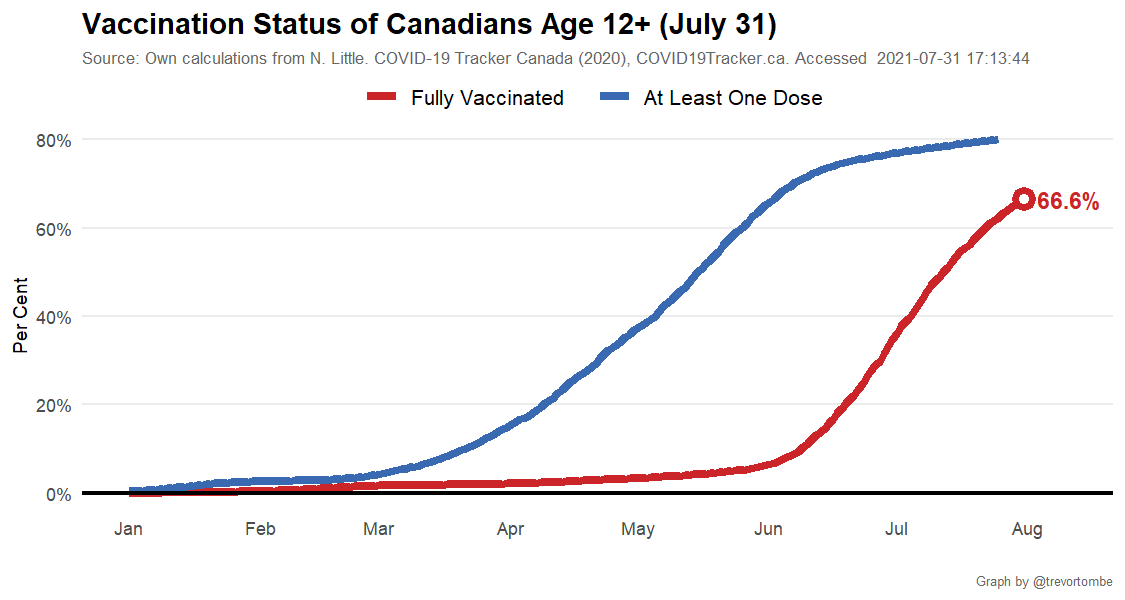 Vaccination Status of Canadians Age 12+ (July 31)
Source: Own calculations from N. Little. COVID-19 Tracker Canada (2020), COVID19Tracker.ca. Accessed  2021-07-31 17:13:44
Fully Vaccinated At Least One Dose
Per Cent
80%
60%
40%
20%
0%
66.6%
Jan Feb Mar Apr May Jun Jul Aug
Graph by @trevortombe